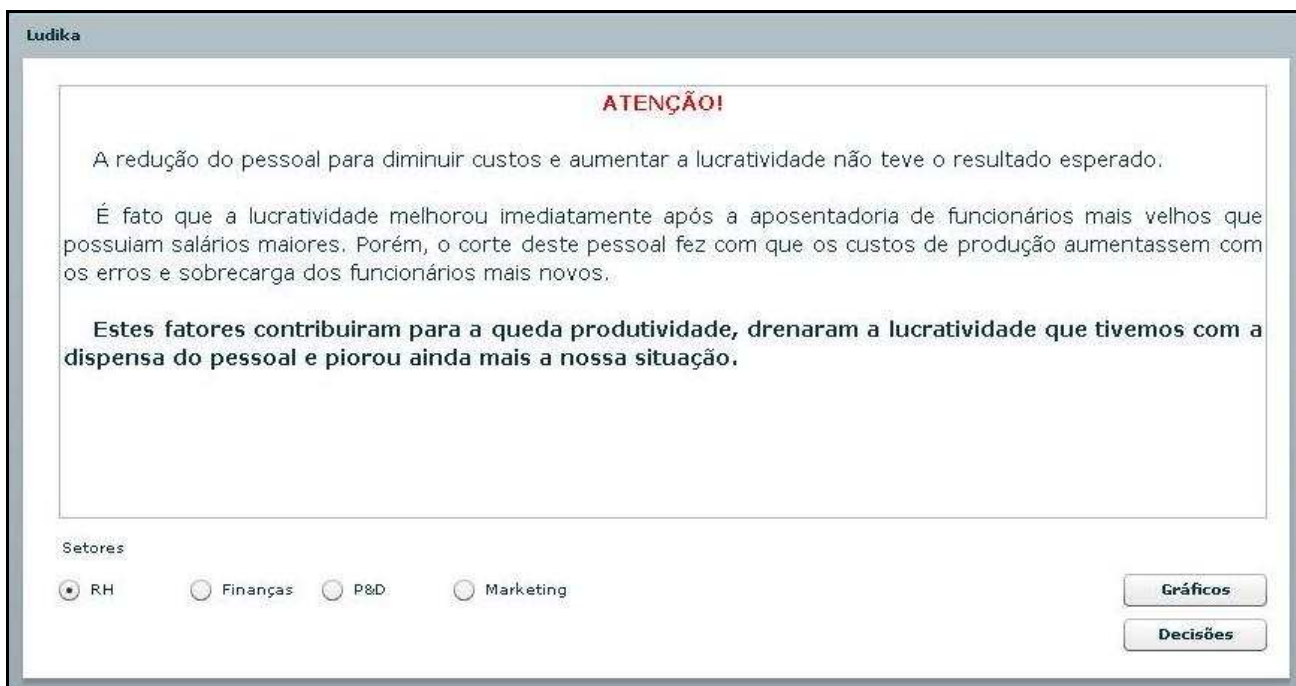 Ludika
ATENÇÃO!
A redução do pessoal para diminuir custos e aumentar a lucratividade não teve o resultado esperado.
É fato que a lucratividade melhorou imediatamente após a aposentadoria de funcionários mais velhos que
possuiam salários maiores. Porém, o corte deste pessoal fez com que os custos de produção aumentassem com
os erros e sobrecarga dos funcionários mais novos.
Estes fatores contribuiram para a queda produtividade, drenaram a lucratividade que tivemos com a
dispensa do pessoal e piorou ainda mais a nossa situação.
Setores
RH Finanças P&D Marketing
Gráficos
Decisões